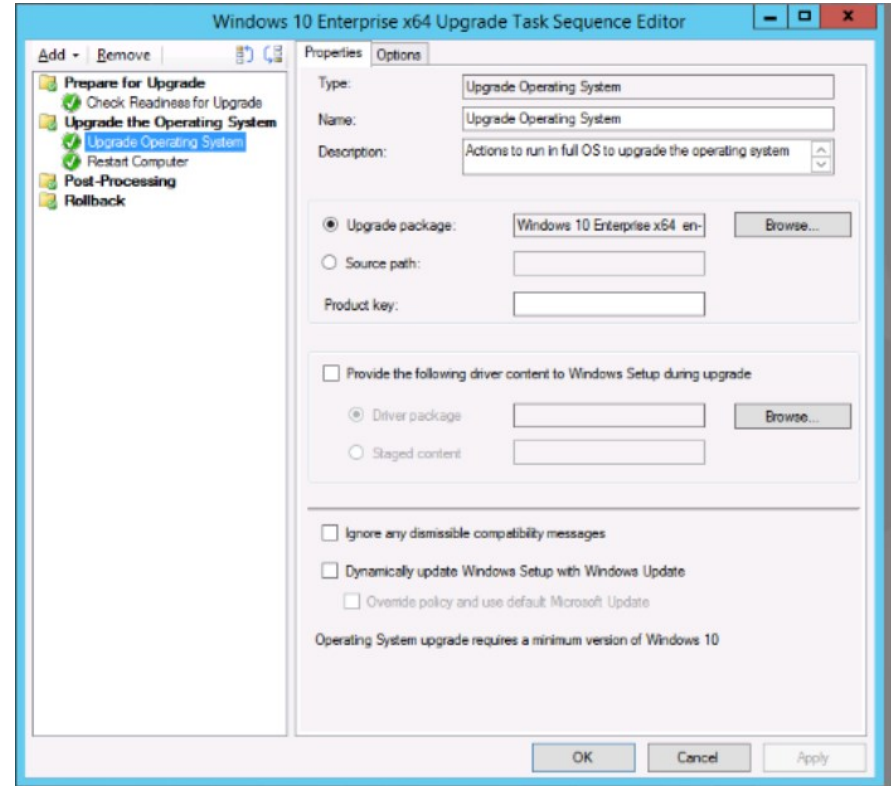 Windows 10 Enterprise x64 Upgrade Task Sequence Editor
Add Remove
Properties Options
Prepare for Upgrade
Check Readiness for Upgrade
Upgrade the Operating System
Upgrade Operating System
Restart Computer
Post-Processing
Rollback
Type: Upgrade Operating System
Name: Upgrade Operating System
Description: Actions to run in full OS to upgrade the operating system
Upgrade package: Windows 10 Enterprise x64 en- Browse...
Source path:
Product key:
Provide the following driver content to Windows Setup during upgrade
Driver package Browse...
Staged content
Ignore any dismissible compatibility messages
Dynamically update Windows Setup with Windows Update
Override policy and use default Microsoft Update
Operating System upgrade requires a minimum version of Windows 10
OK Cancel Apply